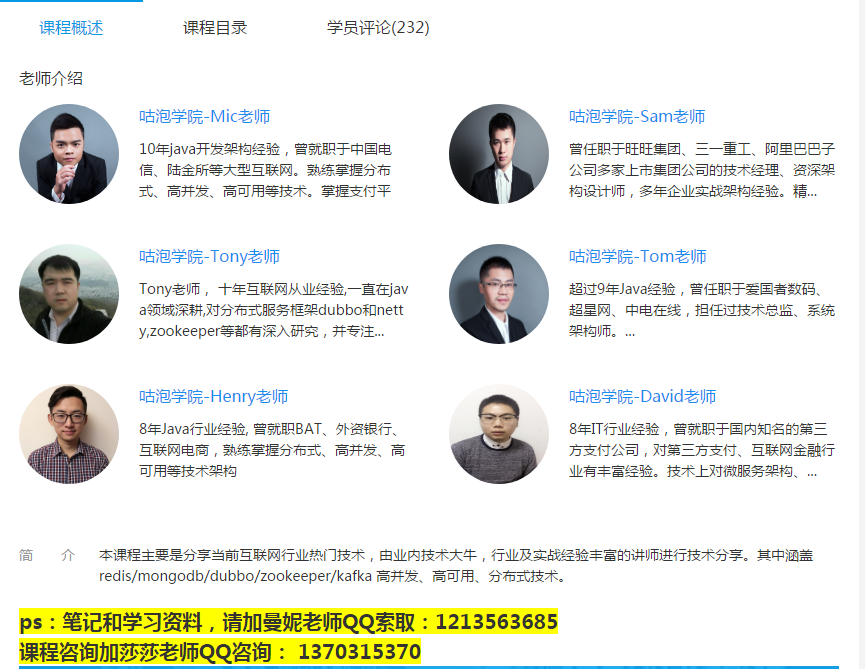 课程概述 课程目录 学员评论(232)
老师介绍
咕泡学院-Mic老师
10年java开发架构经验，曾就职于中国电
信、陆金所等大型互联网。熟练掌握分布
式、高并发、高可用等技术。掌握支付平
咕泡学院-Sam老师
曾任职于旺旺集团、三一重工、阿里巴巴子
公司多家上市集团公司的技术经理、资深架
构设计师，多年企业实战架构经验。精...
咕泡学院-Tony老师
Tony老师， 十年互联网从业经验,一直在jav
a领域深耕,对分布式服务框架dubbo和nett
y,zookeeper等都有深入研究，并专注...
咕泡学院-Tom老师
超过9年Java经验，曾任职于爱国者数码、
超星网、中电在线，担任过技术总监、系统
架构师。...
咕泡学院-Henry老师
8年Java行业经验, 曾就职BAT、外资银行、
互联网电商，熟练掌握分布式、高并发、高
可用等技术架构
咕泡学院-David老师
8年IT行业经验，曾就职于国内知名的第三
方支付公司，对第三方支付、互联网金融行
业有丰富经验。技术上对微服务架构、...
简 介 本课程主要是分享当前互联网行业热门技术，由业内技术大牛，行业及实战经验丰富的讲师进行技术分享。其中涵盖
redis/mongodb/dubbo/zookeeper/kafka 高并发、高可用、分布式技术。
ps：笔记和学习资料，请加曼妮老师QQ索取：1213563685
课程咨询加莎莎老师QQ咨询： 1370315370